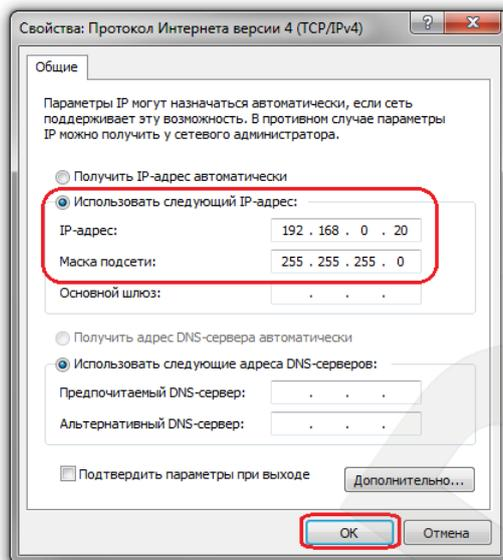 Свойства: Протокол Интернета версии 4 (TCP/IPv4)
Общие
Параметры IP могут назначаться автоматически, если сеть
поддерживает эту возможность. В противном случае параметры
IP можно получить у сетевого администратора.
Получить IP-адрес автоматически
Использовать следующий IP-адрес:
IP-адрес: 192 . 168 . 0 . 20
Маска подсети: 255 . 255 . 255 . 0
Основной шлюз: . . .
Получить адрес DNS-сервера автоматически
Использовать следующие адреса DNS-серверов:
Предпочитаемый DNS-сервер: . . .
Альтернативный DNS-сервер: . . .
Подтвердить параметры при выходе
Дополнительно...
ОК Отмена